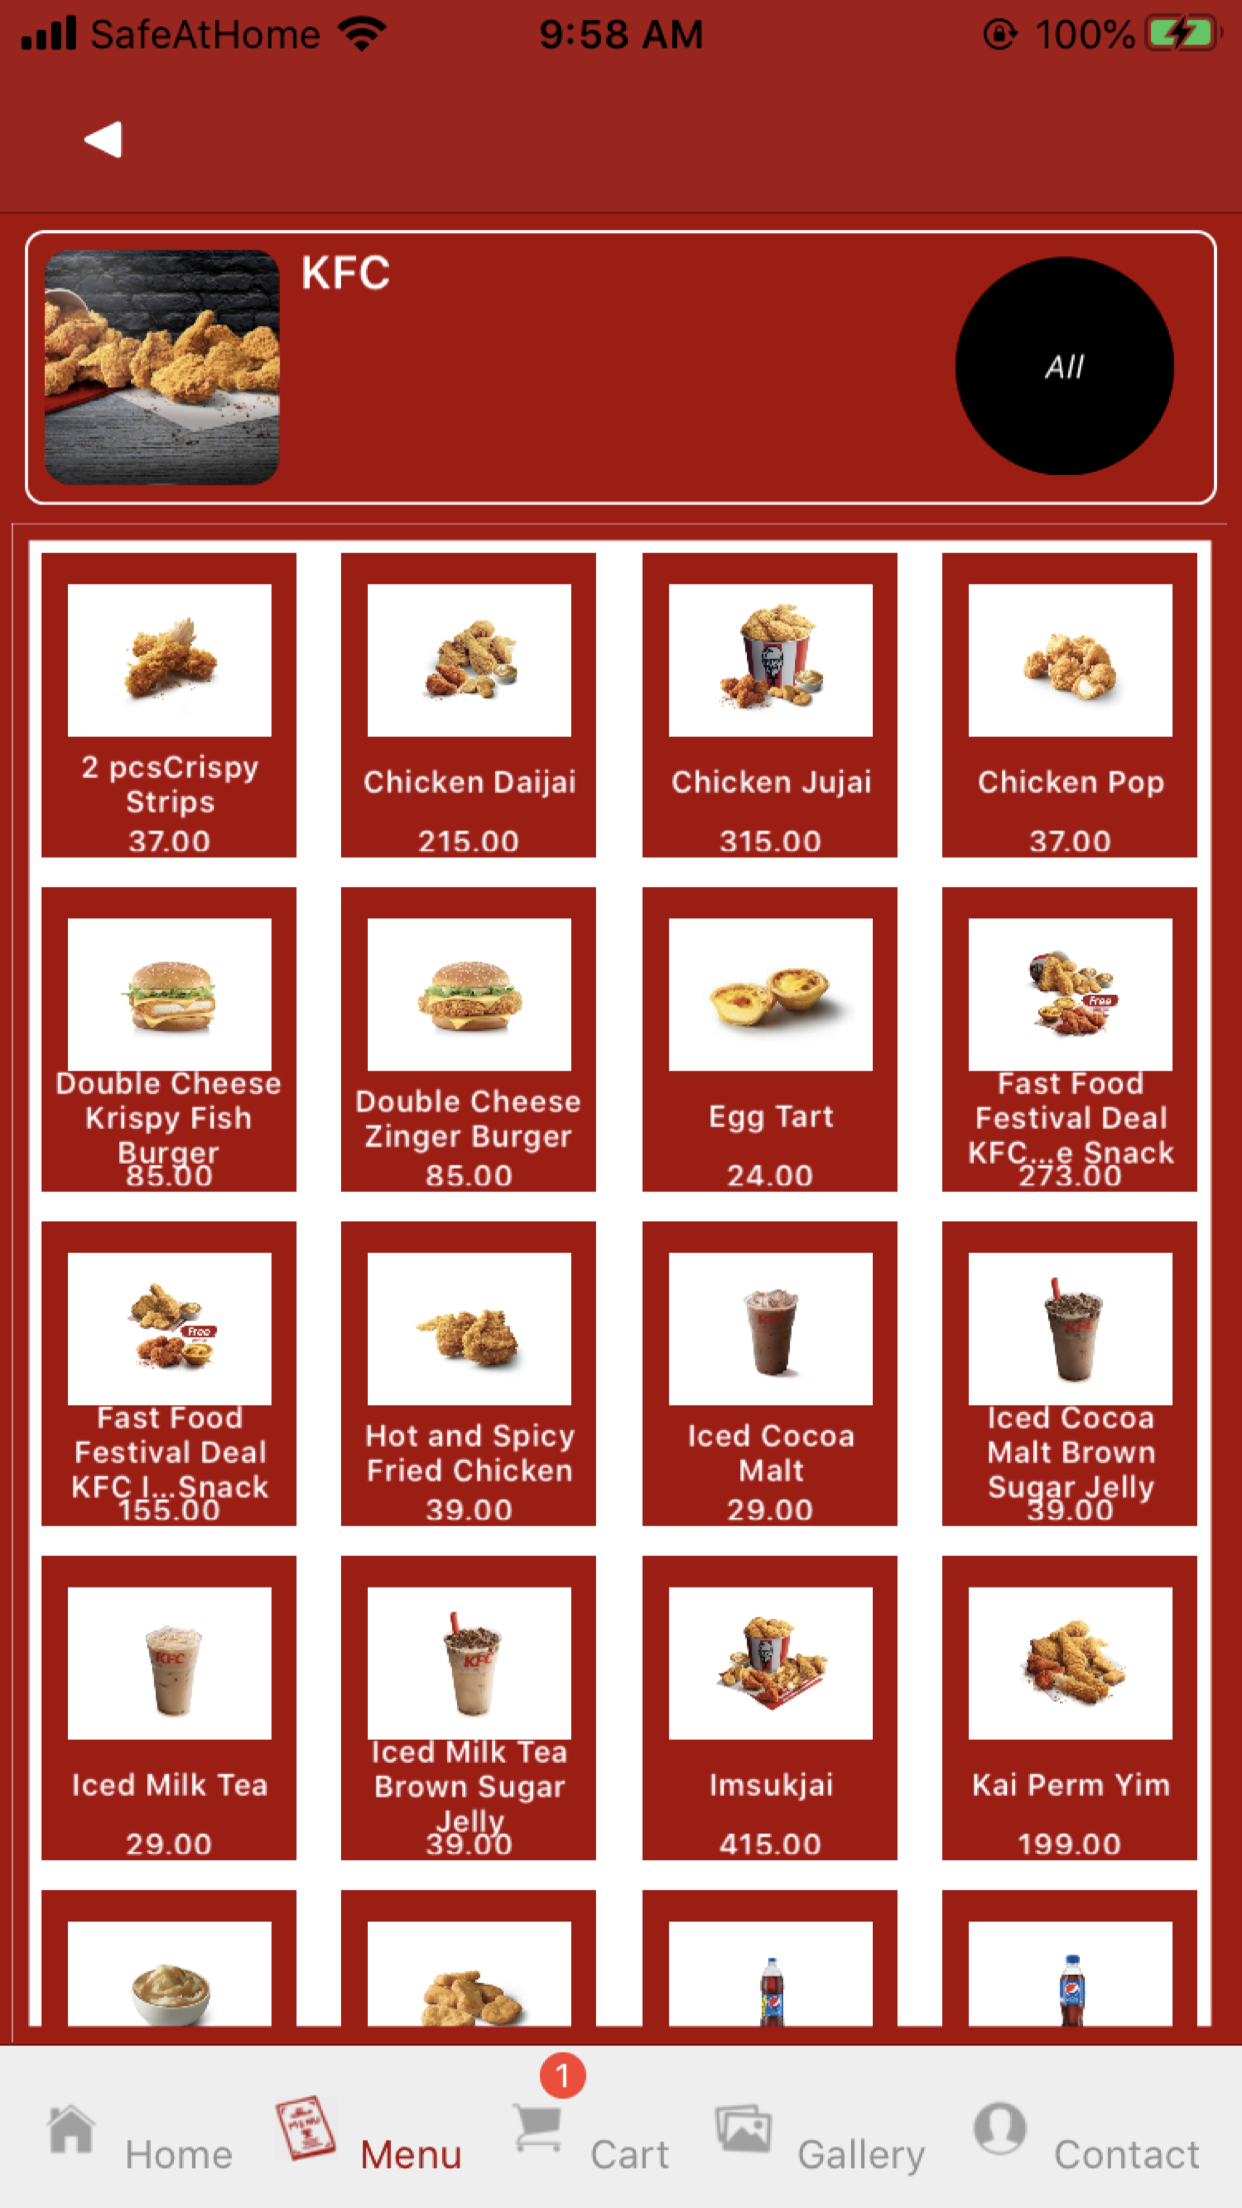 SafeAtHome 9:58 AM 100%
KFC
All
2 pcsCrispy
Strips
37.00
Chicken Daijai
215.00
Chicken Jujai
315.00
Chicken Pop
37.00
Double Cheese
Krispy Fish
Burger
85.00
Double Cheese
Zinger Burger
85.00
Egg Tart
24.00
Free
Fast Food
Festival Deal
KFC...e Snack
273.00
Free
Fast Food
Festival Deal
KFC I...Snack
155.00
Hot and Spicy
Fried Chicken
39.00
Iced Cocoa
Malt
29.00
Iced Cocoa
Malt Brown
Sugar Jelly
39.00
KFC
Iced Milk Tea
29.00
KFC
Iced Milk Tea
Brown Sugar
Jelly
39.00
Imsukjai
415.00
Kai Perm Yim
199.00
1
MENU
Home Menu Cart Gallery Contact